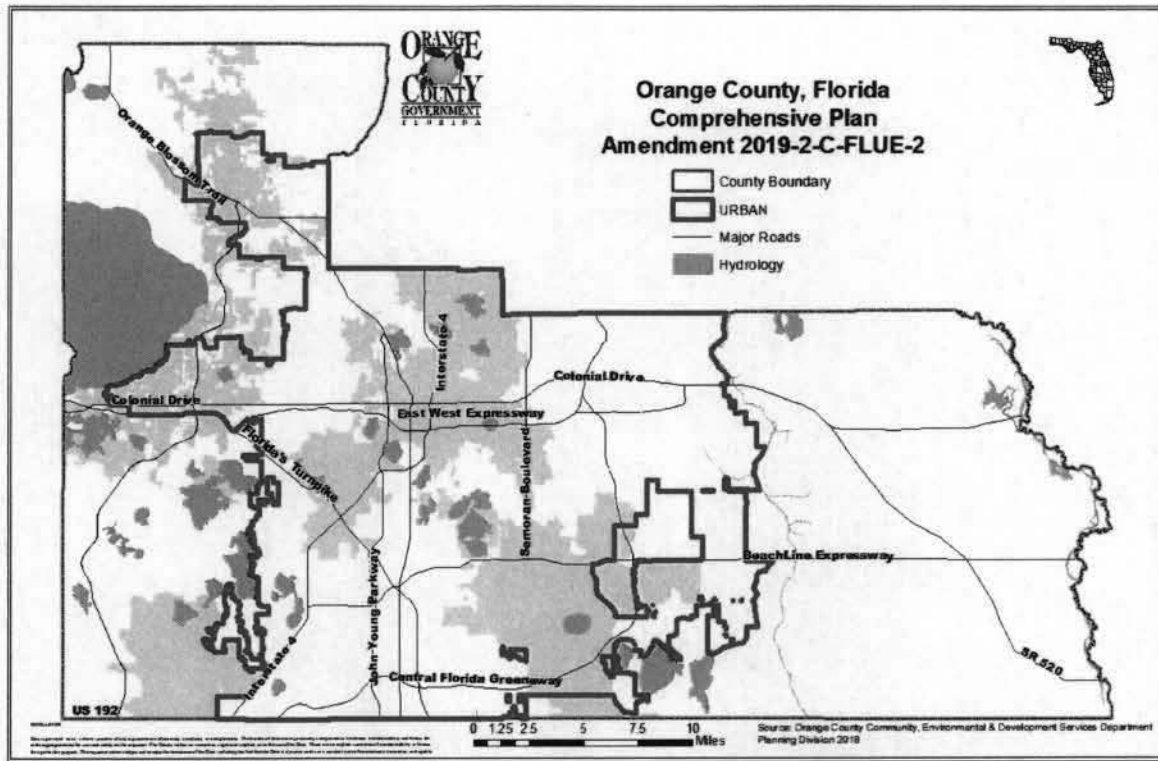 ORANGE
COUNTY
GOVERNMENT
FLORIDA
Orange County, Florida
Comprehensive Plan
Amendment 2019-2-C-FLUE-2
County Boundary
URBAN
Major Roads
Hydrology
Orange Blossom Trail
Interstate 4
Colonial Drive
Colonial Drive
East West Expressway
Florida's Turnpike
Semoran Boulevard
BeachLine Expressway
John Young Parkway
Interstate 4
Central Florida Greeneway
SR 520
US 192
0 1.25 2.5 5 7.5 10
Miles
Source: Orange County Community, Environmental & Development Services Department
Planning Division 2018